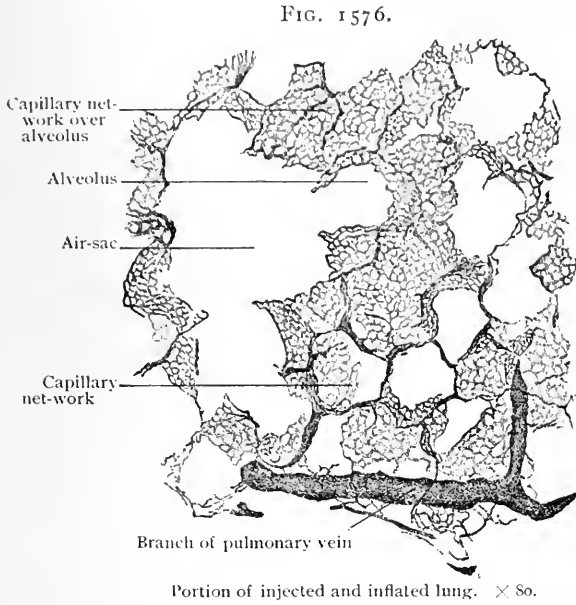 FIG. 1576.
Capillary net-
work over
alveolus
Alveolus
Air-sac
Capillary
net-work
Branch of pulmonary vein
Portion of injected and inflated lung. × 80.